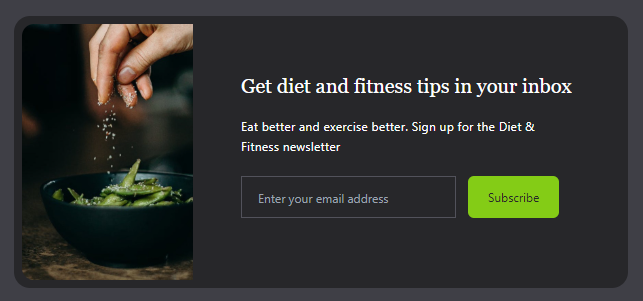 Get diet and fitness tips in your inbox
Eat better and exercise better. Sign up for the Diet &
Fitness newsletter
Enter your email address
Subscribe